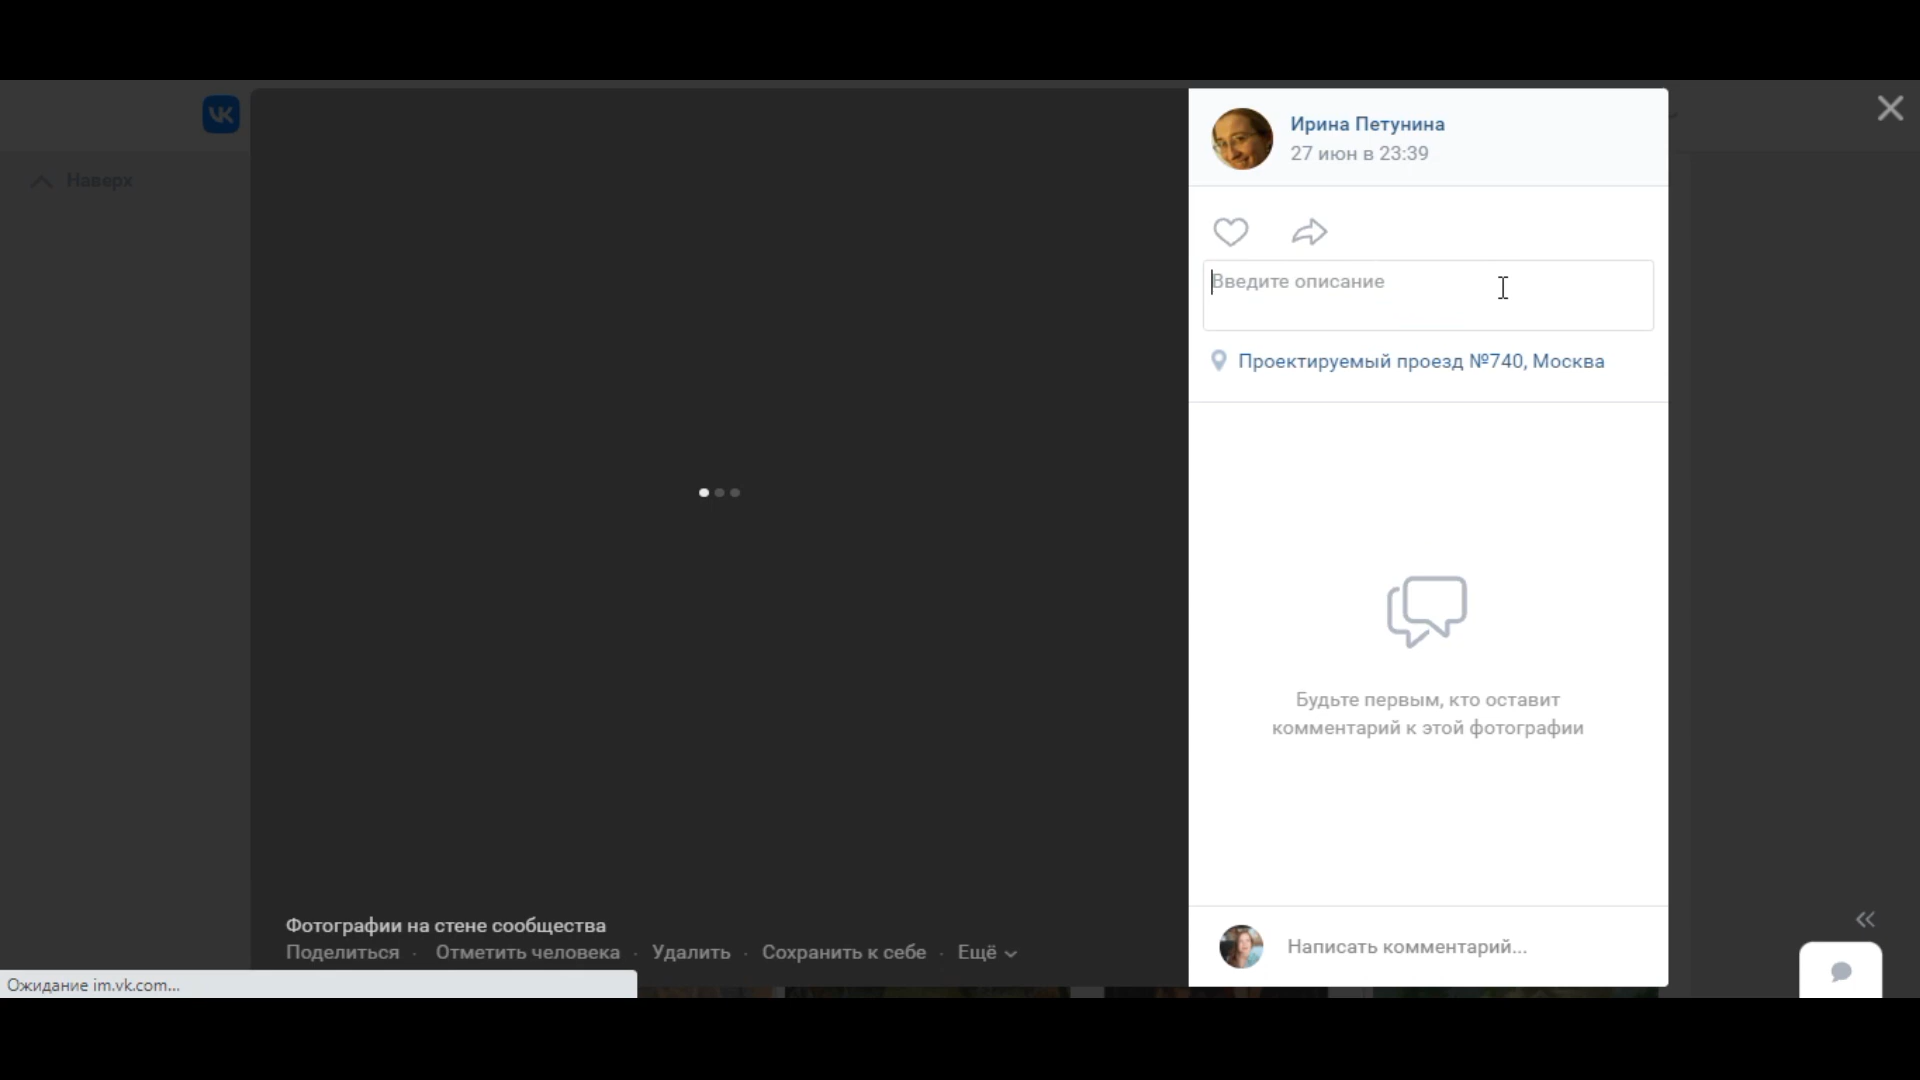 VK
Наверх
Ирина Петунина
27 июн в 23:39
Введите описание
Проектируемый проезд №740, Москва
Будьте первым, кто оставит
комментарий к этой фотографии
Фотографии на стене сообщества
Поделиться · Отметить человека · Удалить · Сохранить к себе · Ещё
Написать комментарий...
Ожидание im.vk.com...